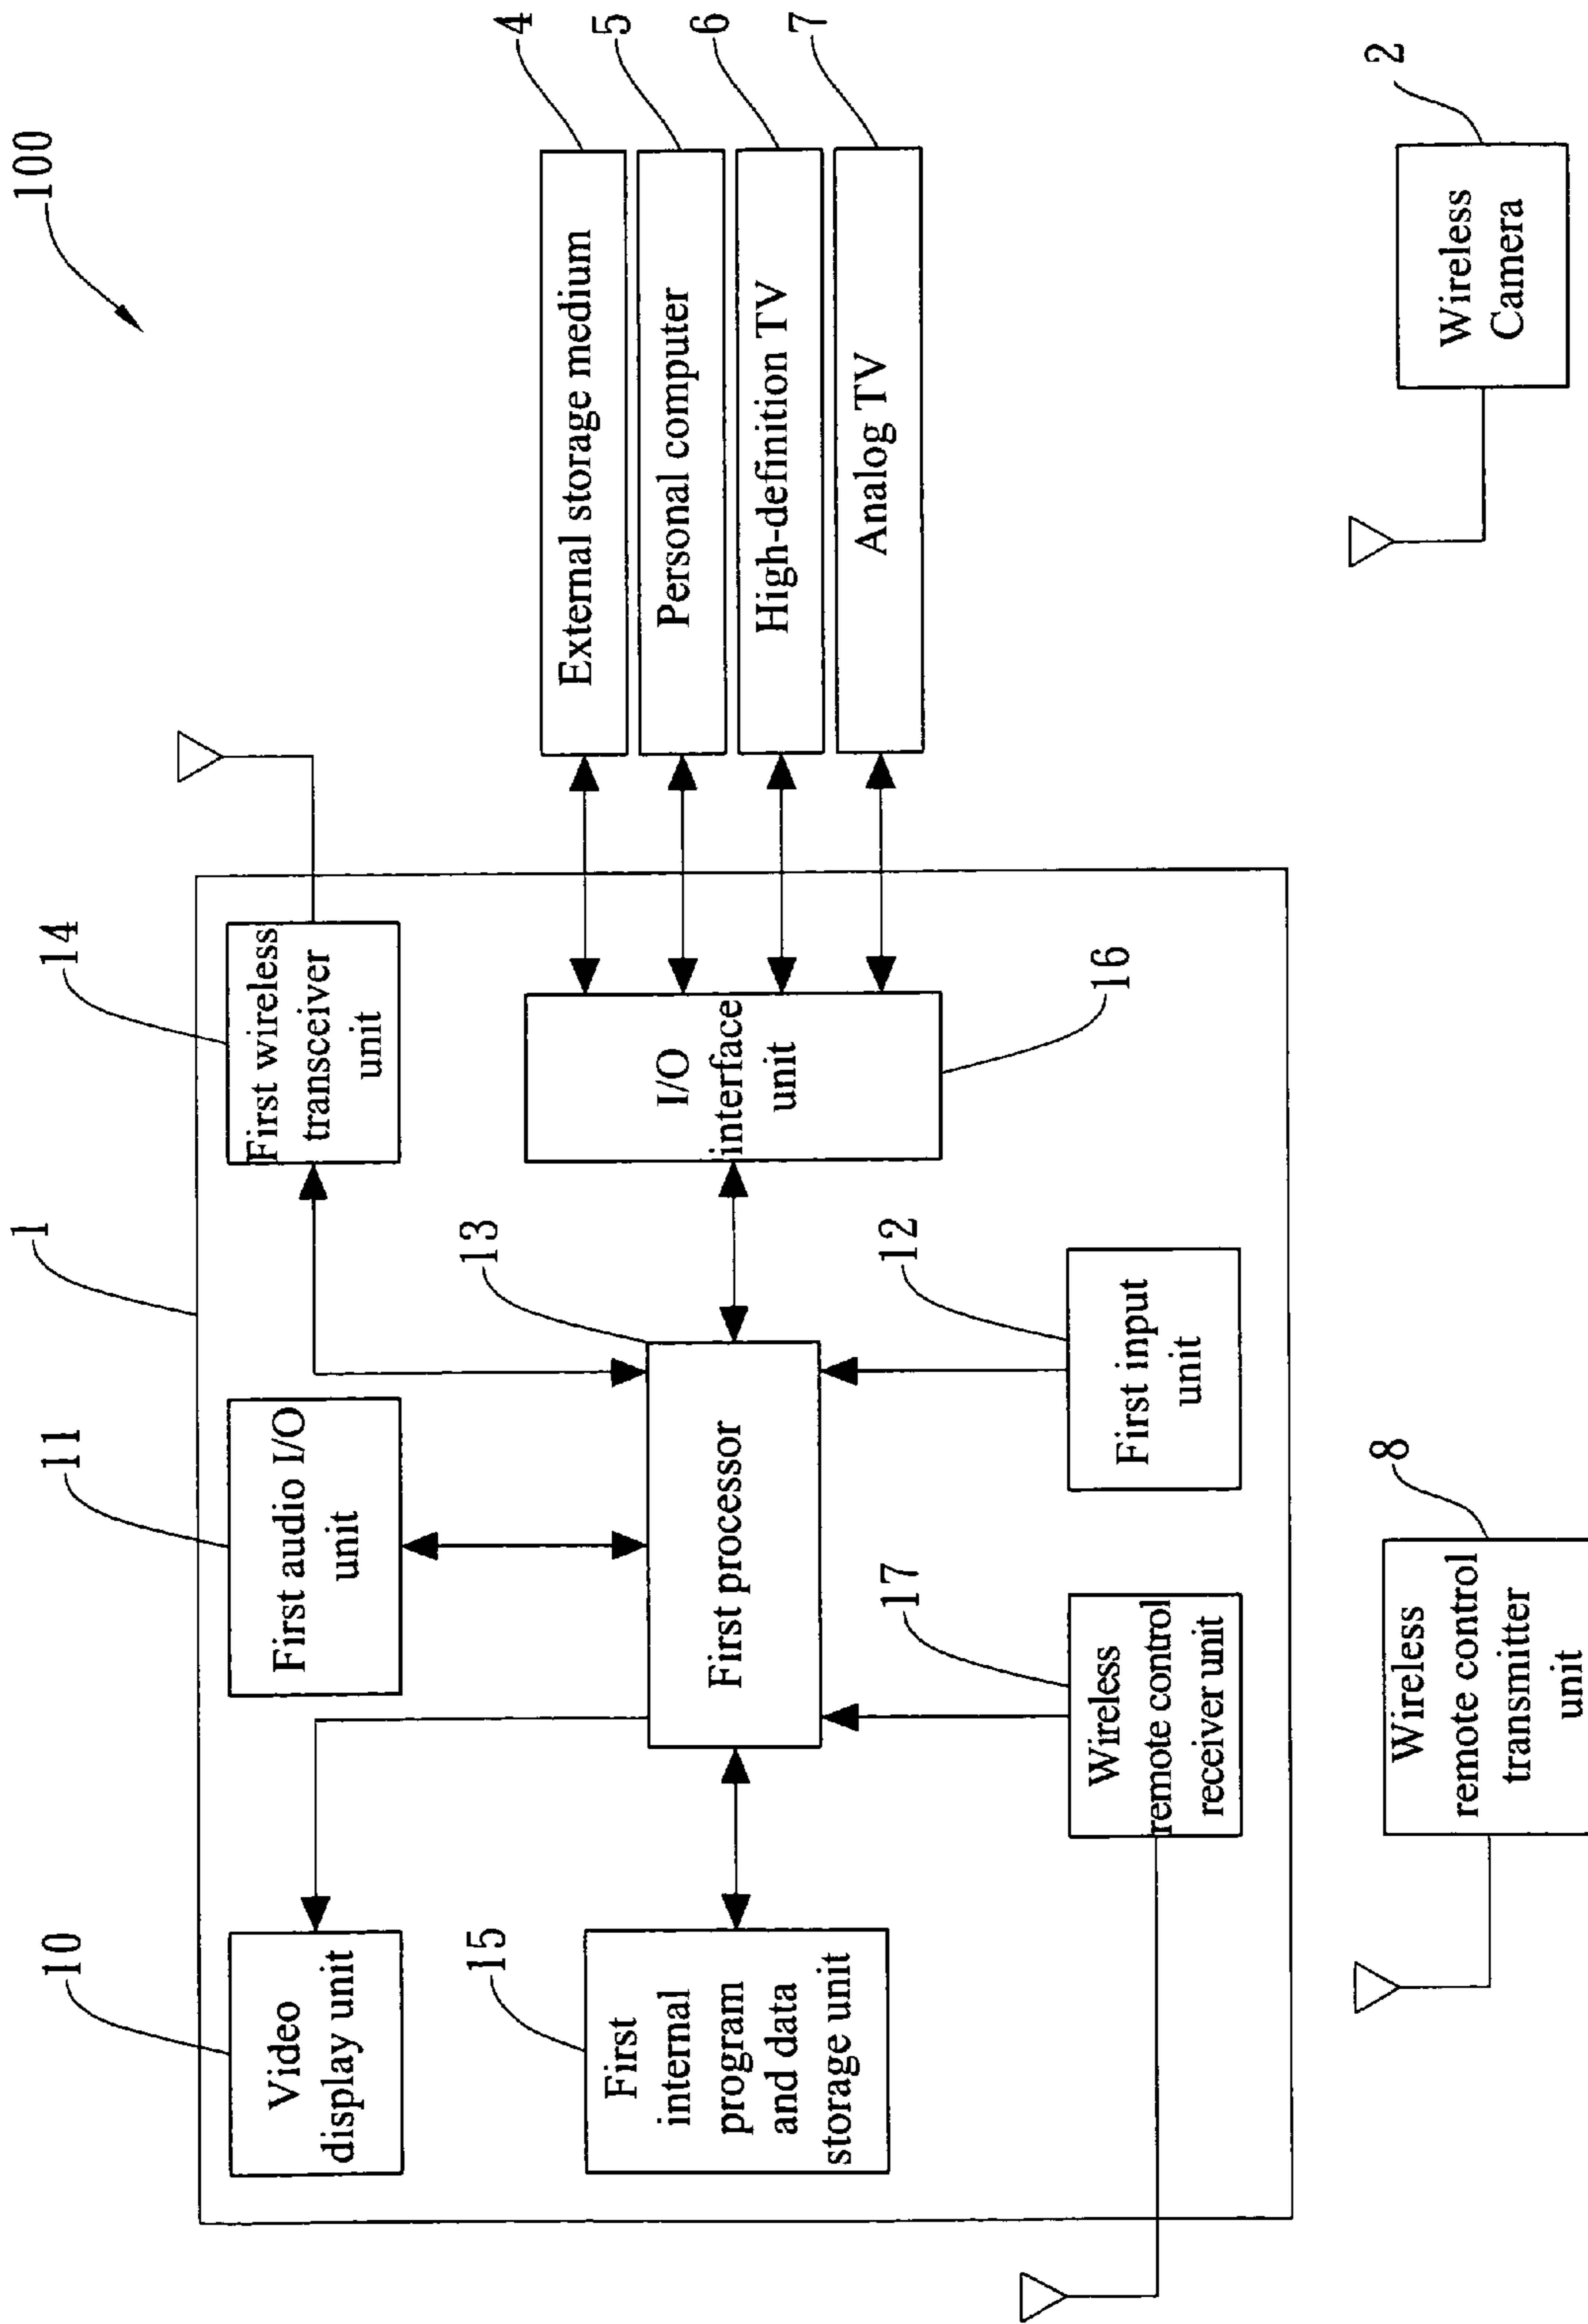 100
1
10
Video
display unit
11
First audio I/O
unit
14
First wireless
transceiver
unit
15
First
internal
program
and data
storage unit
13
First processor
I/O
interface
unit
16
External storage medium
4
Personal computer
5
High-definition TV
6
Analog TV
7
17
Wireless
remote control
receiver unit
12
First input
unit
Wireless
remote control
transmitter
unit
8
Wireless
Camera
2